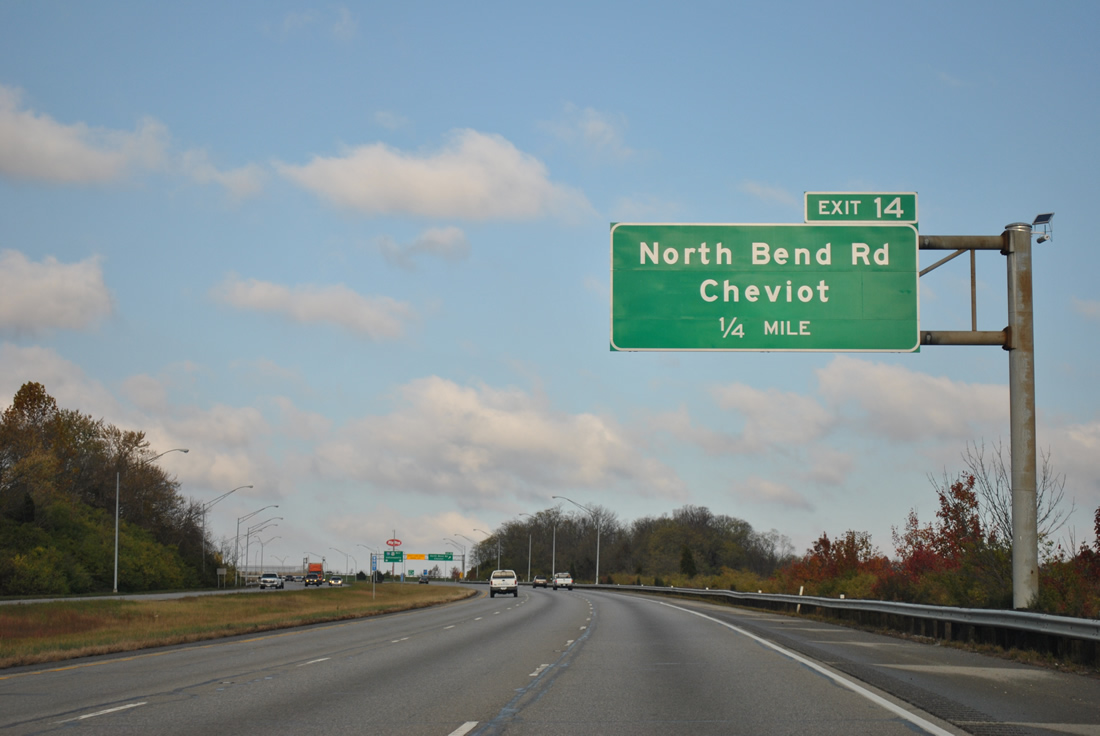 EXIT 14
North Bend Rd
Cheviot
1/4 MILE